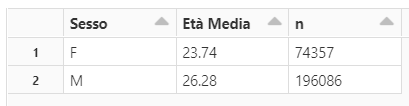 Sesso Età Media n
1 F 23.74 74357
2 M 26.28 196086